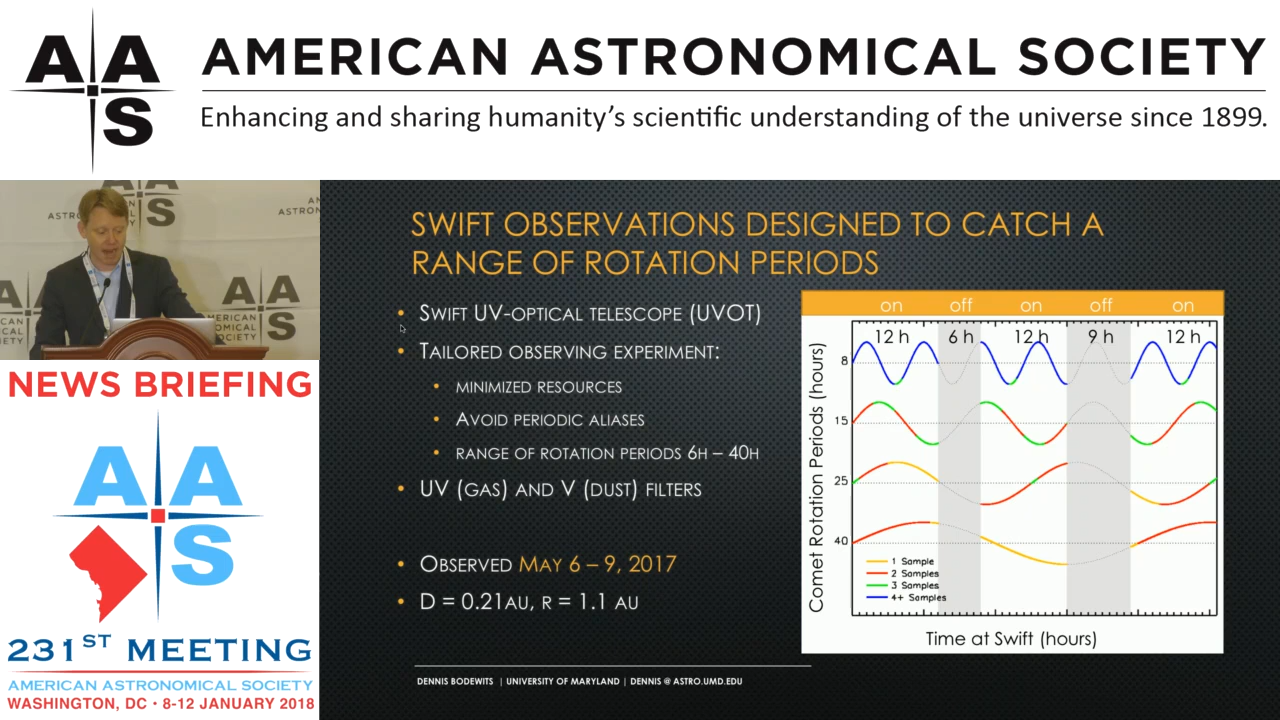 AAS
AMERICAN ASTRONOMICAL SOCIETY
Enhancing and sharing humanity's scientific understanding of the universe since 1899.
SWIFT OBSERVATIONS DESIGNED TO CATCH A
RANGE OF ROTATION PERIODS
• SWIFT UV-OPTICAL TELESCOPE (UVOT)
• TAILORED OBSERVING EXPERIMENT:
• MINIMIZED RESOURCES
• AVOID PERIODIC ALIASES
• RANGE OF ROTATION PERIODS 6H – 40H
• UV (GAS) AND V (DUST) FILTERS
• OBSERVED MAY 6 – 9, 2017
• D = 0.21AU, R = 1.1 AU
on off on off on
12 h 6 h 12 h 9 h 12 h
Comet Rotation Periods (hours)
8
15
25
40
1 Sample
2 Samples
3 Samples
4+ Samples
Time at Swift (hours)
DENNIS BODEWITS | UNIVERSITY OF MARYLAND | DENNIS @ ASTRO.UMD.EDU
NEWS BRIEFING
AAS
231ST MEETING
AMERICAN ASTRONOMICAL SOCIETY
WASHINGTON, DC • 8-12 JANUARY 2018